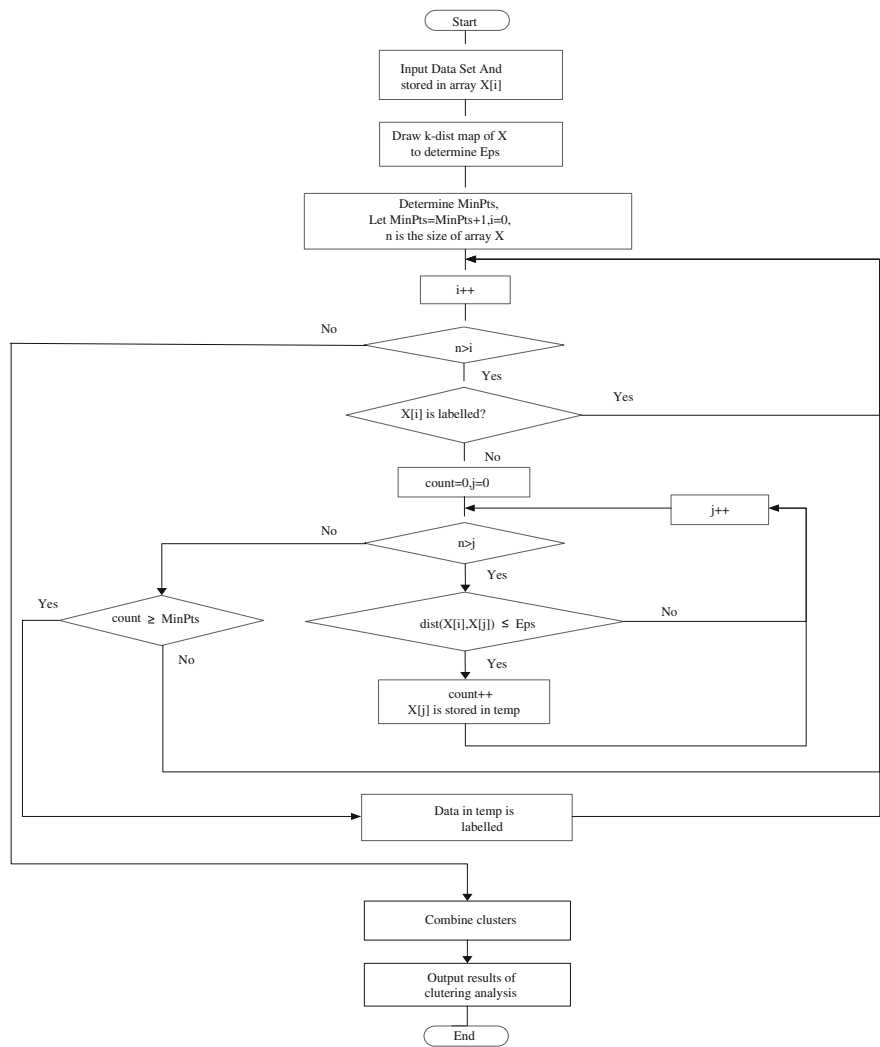 Start
Input Data Set And
stored in array X[i]
Draw k-dist map of X
to determine Eps
Determine MinPts,
Let MinPts=MinPts+1,i=0,
n is the size of array X
i++
No
n>i
Yes
X[i] is labelled?
Yes
No
count=0,j=0
j++
No
n>j
Yes
Yes
count ≥ MinPts
No
dist(X[i],X[j]) ≤ Eps
No
Yes
count++
X[j] is stored in temp
Data in temp is
labelled
Combine clusters
Output results of
clutering analysis
End